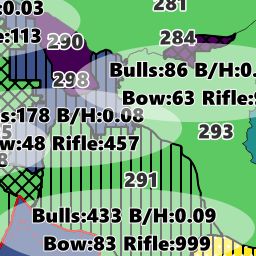 :0.03
281
e:113
290
284
Bulls:86 B/H:0.
298
Bow:63 Rifle:9
s:178 B/H:0.08
293
w:48 Rifle:457
291
Bulls:433 B/H:0.09
Bow:83 Rifle:999